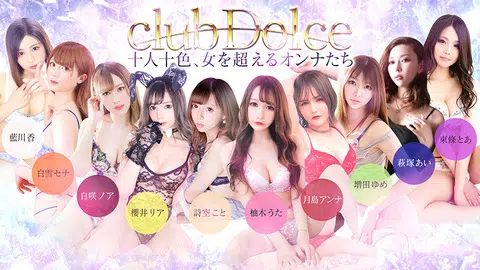 club Dolce
十人十色、女を超えるオンナたち
藍川香
白雪セナ
白咲ノア
櫻井リア
詩空こと
柚木うた
月島アンナ
増田ゆめ
萩塚あい
東條とあ